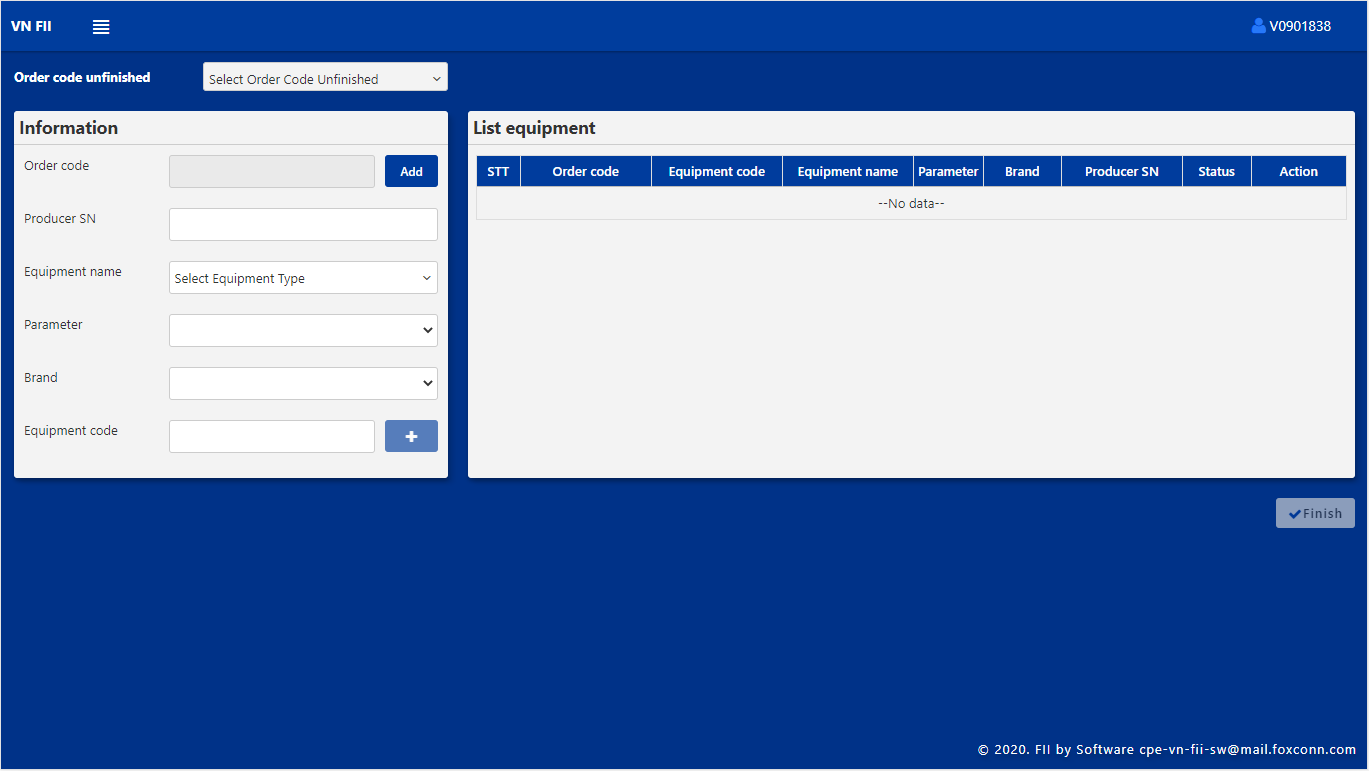 VN FII
V0901838
Order code unfinished
Select Order Code Unfinished
Information
Order code
Add
Producer SN
Equipment name
Select Equipment Type
Parameter
Brand
Equipment code
List equipment
STT Order code Equipment code Equipment name Parameter Brand Producer SN Status Action
--No data--
Finish
© 2020. FII by Software cpe-vn-fii-sw@mail.foxconn.com